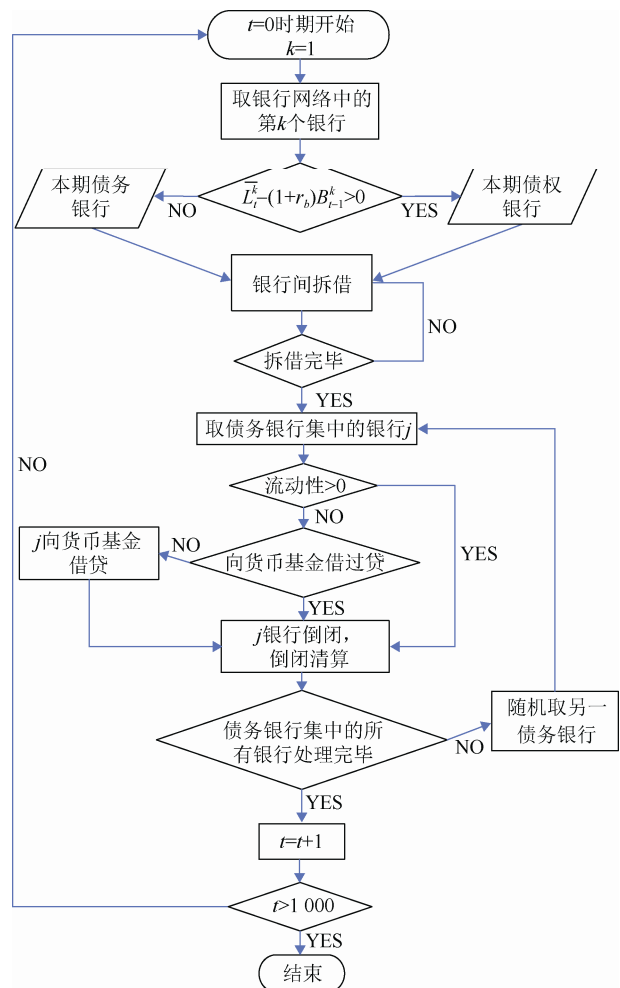 t=0时期开始
k=1
取银行网络中的
第k个银行
本期债务
银行
NO
L̅ₜᵏ–(1+r_b)Bᵏₜ₋₁>0
YES
本期债权
银行
银行间拆借
NO
拆借完毕
YES
取债务银行集中的银行j
NO
流动性>0
NO
YES
j向货币基金
借贷
NO
向货币基金借过贷
YES
j银行倒闭,
倒闭清算
债务银行集中的所
有银行处理完毕
NO
随机取另一
债务银行
YES
t=t+1
t>1 000
YES
结束